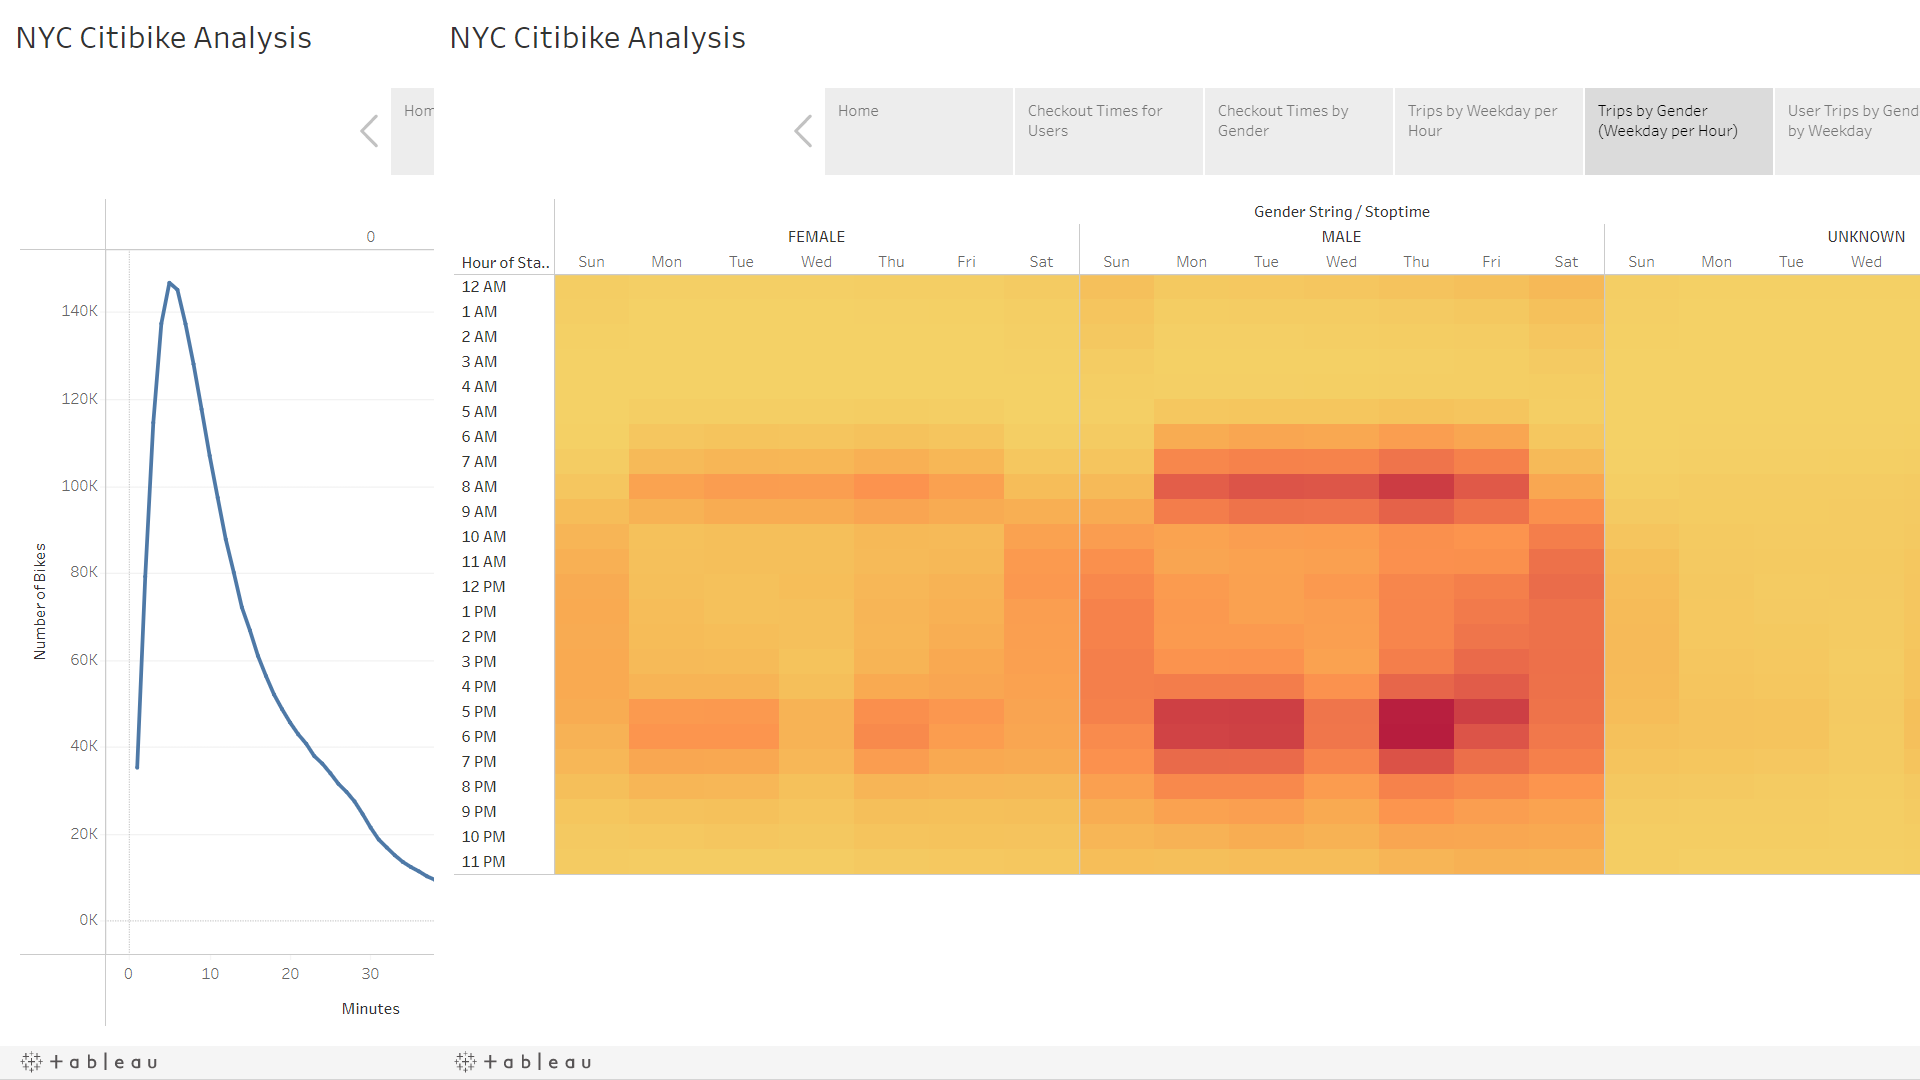 NYC Citibike Analysis
Hom
0
140K
120K
100K
80K
60K
40K
20K
0K
Number of Bikes
0 10 20 30
Minutes
+ a b | e a u
NYC Citibike Analysis
Home
Checkout Times for
Users
Checkout Times by
Gender
Trips by Weekday per
Hour
Trips by Gender
(Weekday per Hour)
User Trips by Gend
by Weekday
Gender String / Stoptime
FEMALE MALE UNKNOWN
Hour of Sta.. Sun Mon Tue Wed Thu Fri Sat Sun Mon Tue Wed Thu Fri Sat Sun Mon Tue Wed
12 AM
1 AM
2 AM
3 AM
4 AM
5 AM
6 AM
7 AM
8 AM
9 AM
10 AM
11 AM
12 PM
1 PM
2 PM
3 PM
4 PM
5 PM
6 PM
7 PM
8 PM
9 PM
10 PM
11 PM
+ a b | e a u